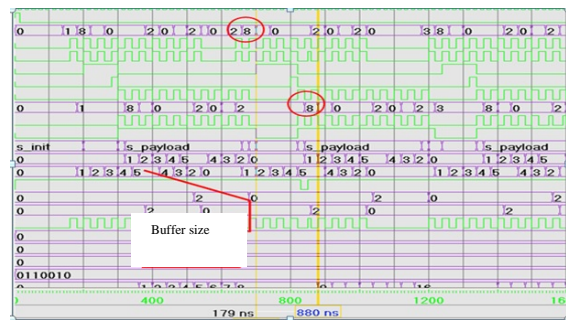 0 1 8 0 2 0 2 0 2 8 0 2 0 2 0 3 8 0 2 0 2
0 1 8 0 2 0 2 8 0 2 0 2 3 8 0 2
s_init s_payload s_payload s_payload
0 1 2 3 4 5 4 3 2 0 1 2 3 4 5 4 3 2 0 1 2 3 4 5
0 1 2 3 4 5 4 3 2 0 1 2 3 4 5 4 3 2 0 1 2 3 4 5 4 3 2 0
0 2 0 2 0 2
0 2 0 2 0 2
Buffer size
0
0
0
0110010
400 800 1200 16
179 ns 880 ns